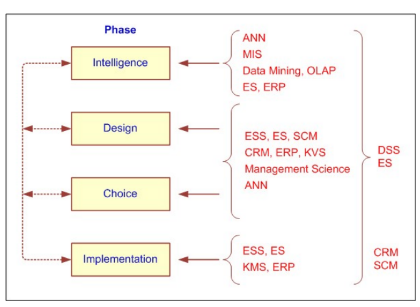 Phase
Intelligence
ANN
MIS
Data Mining, OLAP
ES, ERP
Design
Choice
ESS, ES, SCM
CRM, ERP, KVS
Management Science
ANN
DSS
ES
Implementation
ESS, ES
KMS, ERP
CRM
SCM